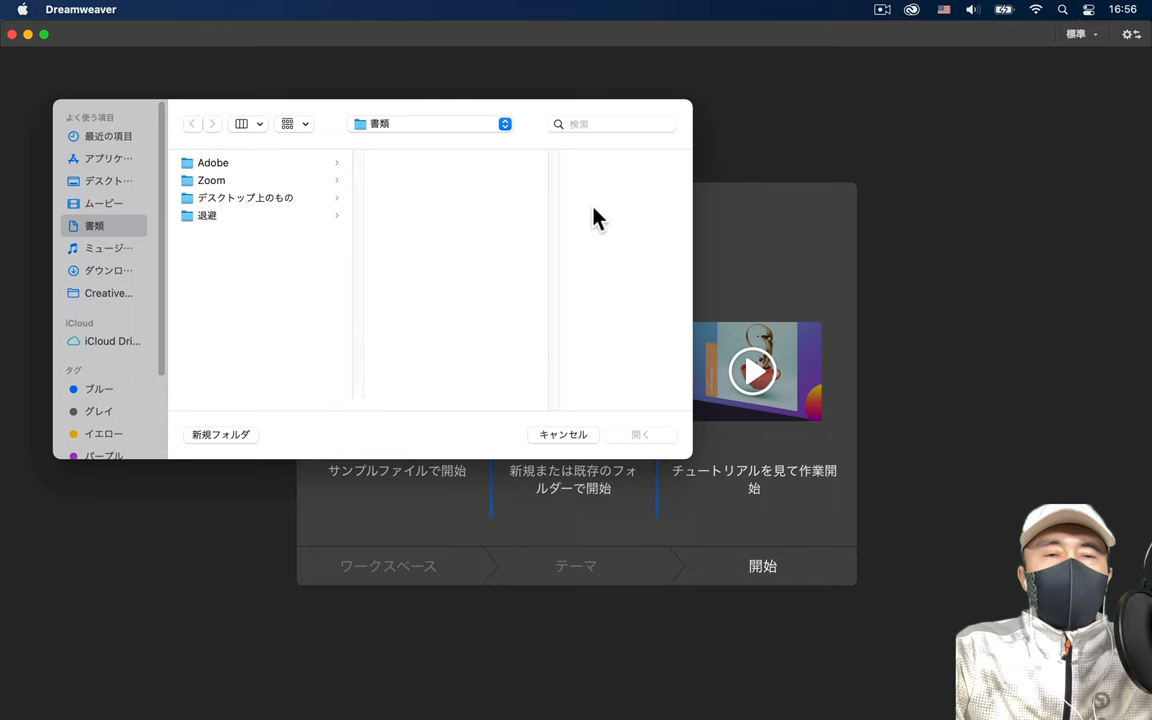 Dreamweaver
16:56
標準
よく使う項目
最近の項目
アプリケ…
デスクト…
ムービー
書類
ミュージ…
ダウンロ…
Creative…
iCloud
iCloud Dri…
タグ
ブルー
グレイ
イエロー
パープル
書類
検索
Adobe
Zoom
デスクトップ上のもの
退避
新規フォルダ
キャンセル
開く
サンプルファイルで開始
新規または既存のフォ
ルダーで開始
チュートリアルを見て作業開
始
ワークスペース
テーマ
開始